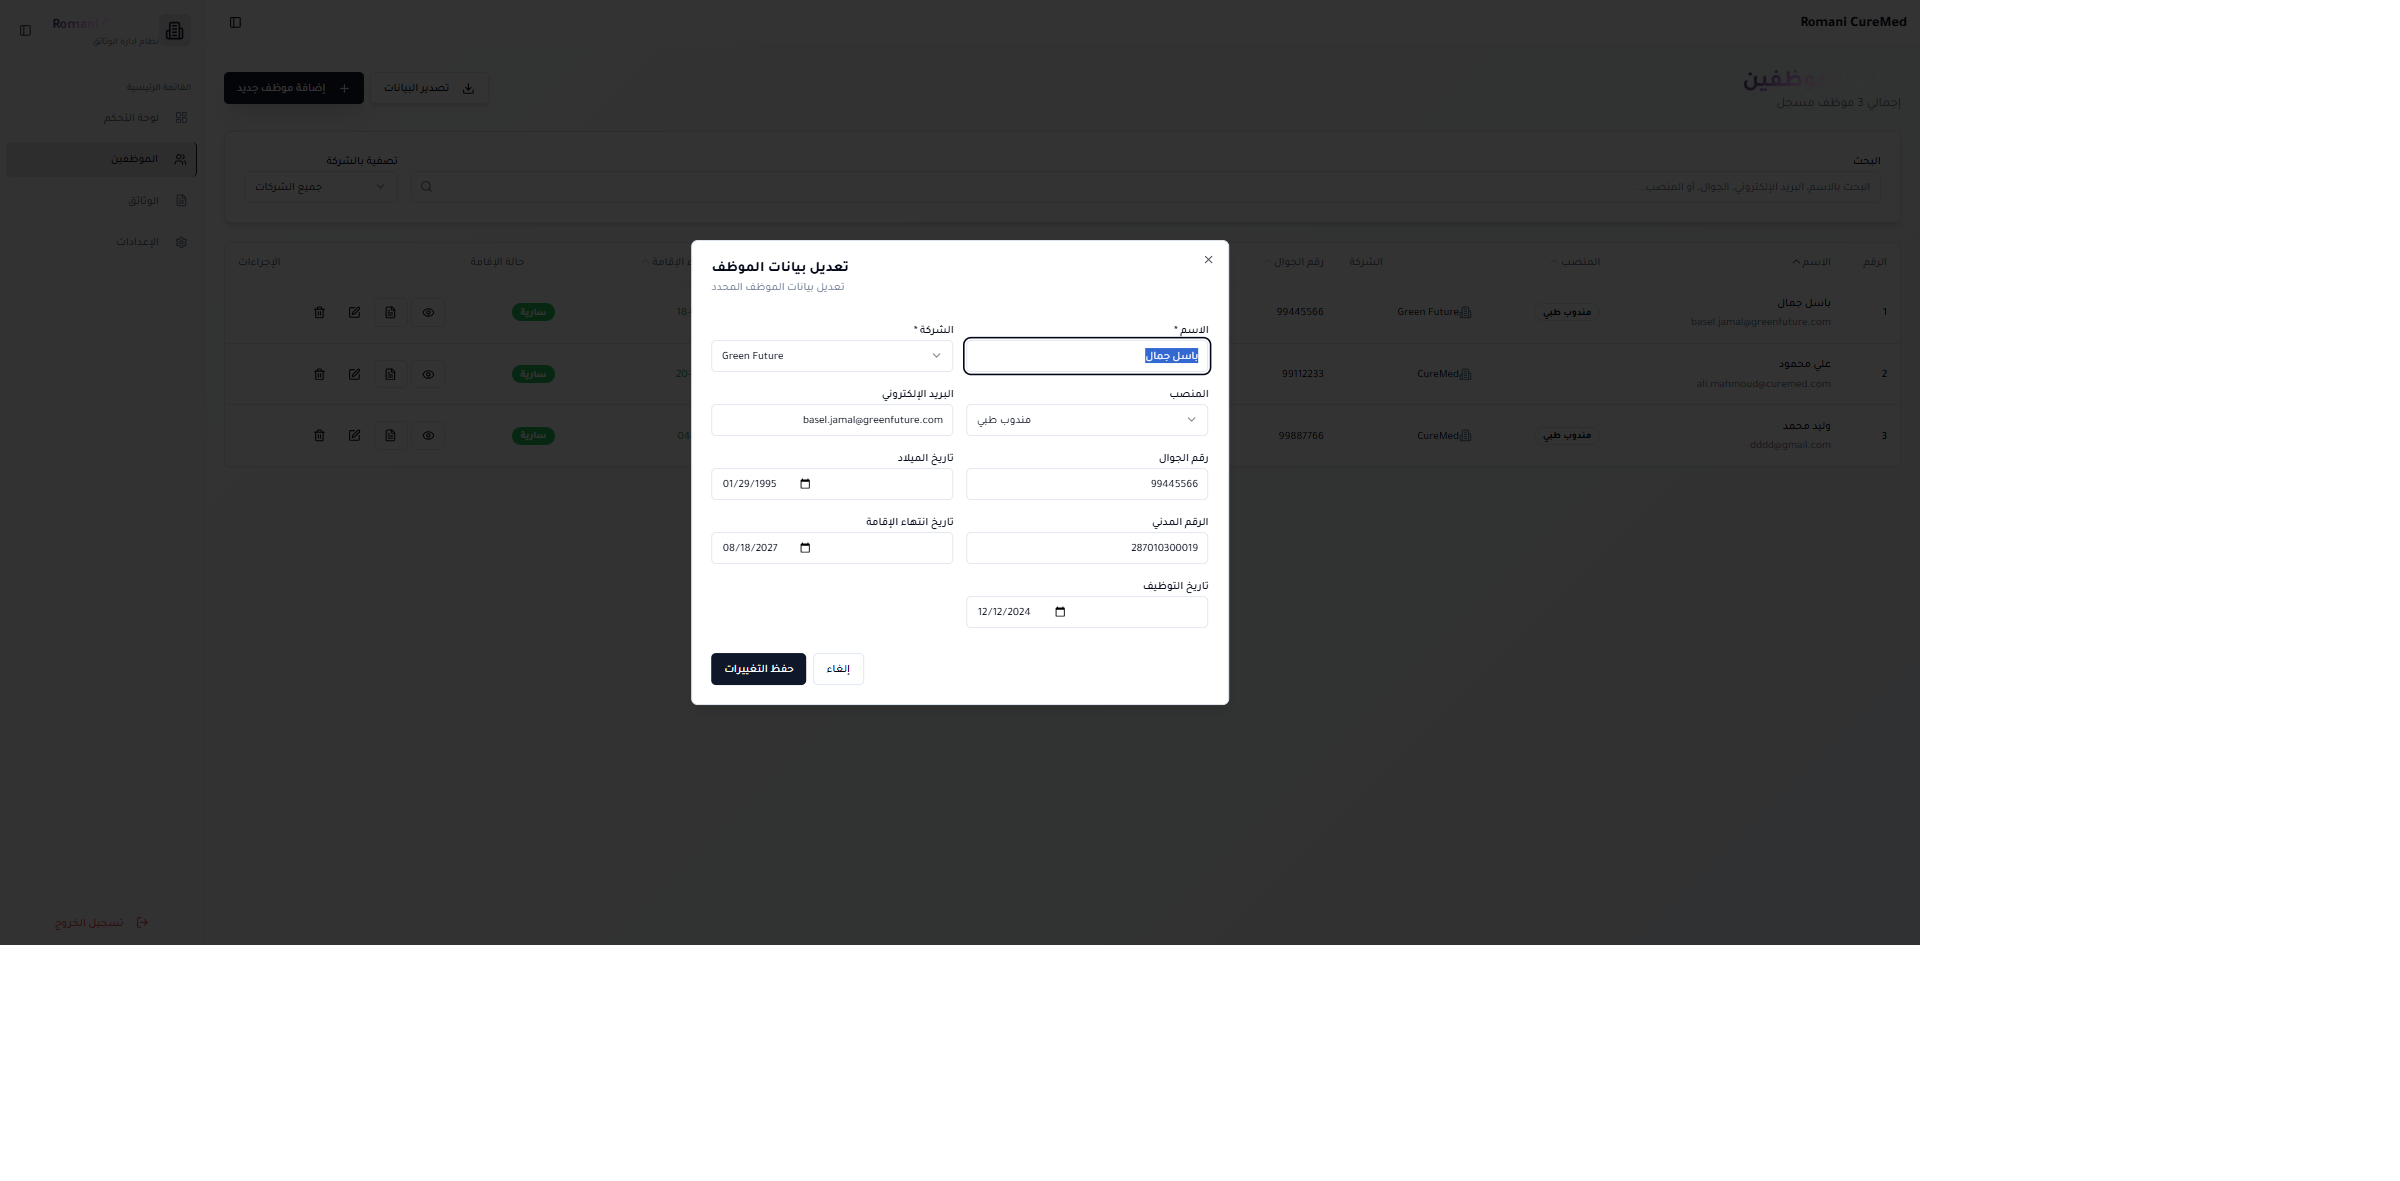 Romani CureMed
Romani
نظام إدارة الوثائق
القائمة الرئيسية
لوحة التحكم
الموظفين
الوثائق
الإعدادات
تسجيل الخروج
إجمالي 3 موظف مسجل
تصدير البيانات
إضافة موظف جديد
البحث
تصفية بالشركة
البحث بالاسم، البريد الإلكتروني، الجوال، أو المنصب...
جميع الشركات
الرقم الاسم المنصب الشركة رقم الجوال الإقامة حالة الإقامة الإجراءات
1 باسل جمال مندوب طبي Green Future 99445566 18- سارية
basel.jamal@greenfuture.com
2 علي محمود CureMed 99112233 20- سارية
ali.mahmoud@curemed.com
3 وليد محمد مندوب طبي CureMed 99887766 04 سارية
dddd@gmail.com
تعديل بيانات الموظف
تعديل بيانات الموظف المحدد
الاسم * الشركة *
باسل جمال Green Future
المنصب البريد الإلكتروني
مندوب طبي basel.jamal@greenfuture.com
رقم الجوال تاريخ الميلاد
99445566 01/29/1995
الرقم المدني تاريخ انتهاء الإقامة
287010300019 08/18/2027
تاريخ التوظيف
12/12/2024
إلغاء حفظ التغييرات